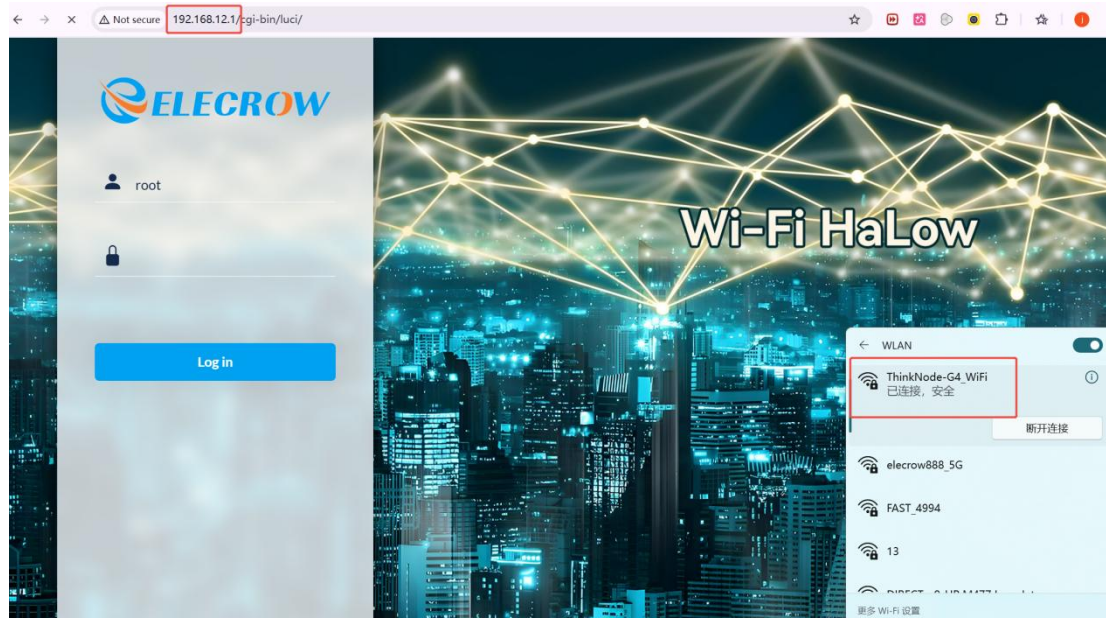 Not secure
192.168.12.1/cgi-bin/luci/
ELECROW
root
Log in
Wi-Fi HaLow
WLAN
ThinkNode-G4_WiFi
已连接，安全
断开连接
elecrow888_5G
FAST_4994
13
更多 Wi-Fi 设置